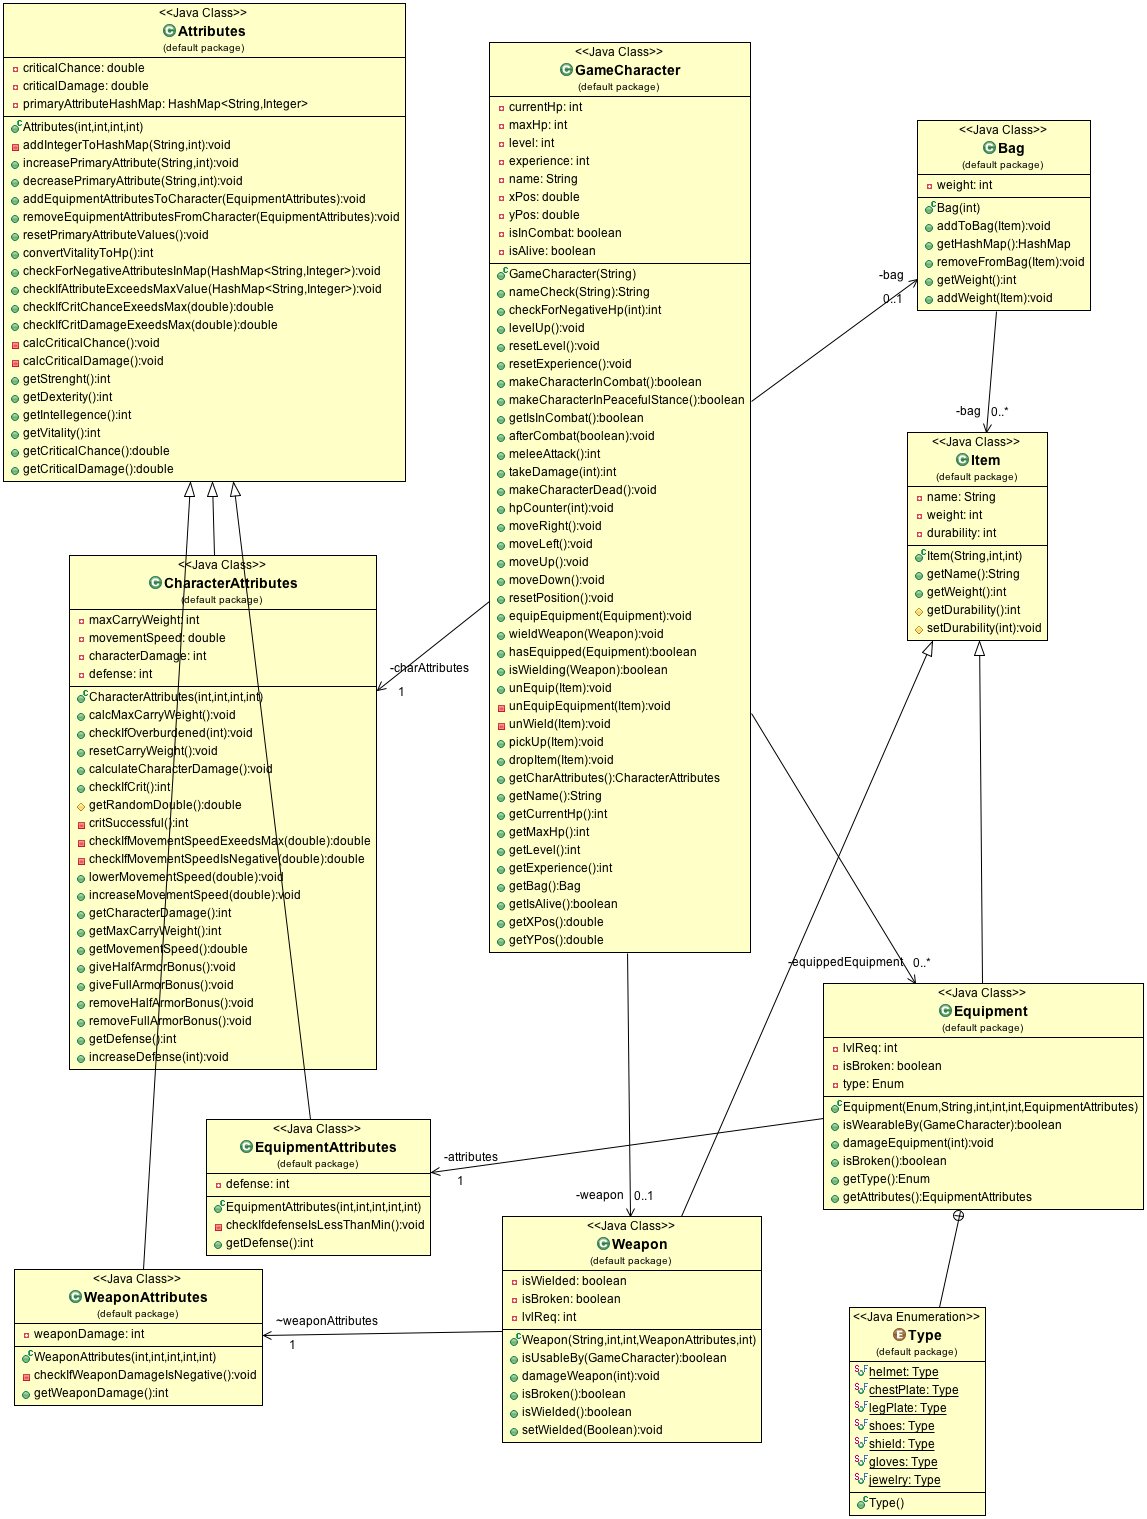 <<Java Class>>
Attributes
(default package)
criticalChance: double
criticalDamage: double
primaryAttributeHashMap: HashMap<String,Integer>
Attributes(int,int,int,int)
addIntegerToHashMap(String,int):void
increasePrimaryAttribute(String,int):void
decreasePrimaryAttribute(String,int):void
addEquipmentAttributesToCharacter(EquipmentAttributes):void
removeEquipmentAttributesFromCharacter(EquipmentAttributes):void
resetPrimaryAttributeValues():void
convertVitalityToHp():int
checkForNegativeAttributesInMap(HashMap<String,Integer>):void
checkIfAttributeExceedsMaxValue(HashMap<String,Integer>):void
checkIfCritChanceExeedsMax(double):double
checkIfCritDamageExeedsMax(double):double
calcCriticalChance():void
calcCriticalDamage():void
getStrenght():int
getDexterity():int
getIntellegence():int
getVitality():int
getCriticalChance():double
getCriticalDamage():double
<<Java Class>>
GameCharacter
(default package)
currentHp: int
maxHp: int
level: int
experience: int
name: String
xPos: double
yPos: double
isInCombat: boolean
isAlive: boolean
GameCharacter(String)
nameCheck(String):String
checkForNegativeHp(int):int
levelUp():void
resetLevel():void
resetExperience():void
makeCharacterInCombat():boolean
makeCharacterInPeacefulStance():boolean
getIsInCombat():boolean
afterCombat(boolean):void
meleeAttack():int
takeDamage(int):int
makeCharacterDead():void
hpCounter(int):void
moveRight():void
moveLeft():void
moveUp():void
moveDown():void
resetPosition():void
equipEquipment(Equipment):void
wieldWeapon(Weapon):void
hasEquipped(Equipment):boolean
isWielding(Weapon):boolean
unEquip(Item):void
unEquipEquipment(Item):void
unWield(Item):void
pickUp(Item):void
dropItem(Item):void
getCharAttributes():CharacterAttributes
getName():String
getCurrentHp():int
getMaxHp():int
getLevel():int
getExperience():int
getBag():Bag
getIsAlive():boolean
getXPos():double
getYPos():double
<<Java Class>>
Bag
(default package)
weight: int
Bag(int)
addToBag(Item):void
getHashMap():HashMap
removeFromBag(Item):void
getWeight():int
addWeight(Item):void
-bag
0..1
-bag
0..*
<<Java Class>>
Item
(default package)
name: String
weight: int
durability: int
Item(String,int,int)
getName():String
getWeight():int
getDurability():int
setDurability(int):void
<<Java Class>>
CharacterAttributes
(default package)
maxCarryWeight: int
movementSpeed: double
characterDamage: int
defense: int
CharacterAttributes(int,int,int,int)
calcMaxCarryWeight():void
checkIfOverburdened(int):void
resetCarryWeight():void
calculateCharacterDamage():void
checkIfCrit():int
getRandomDouble():double
critSuccessful():int
checkIfMovementSpeedExeedsMax(double):double
checkIfMovementSpeedIsNegative(double):double
lowerMovementSpeed(double):void
increaseMovementSpeed(double):void
getCharacterDamage():int
getMaxCarryWeight():int
getMovementSpeed():double
giveHalfArmorBonus():void
giveFullArmorBonus():void
removeHalfArmorBonus():void
removeFullArmorBonus():void
getDefense():int
increaseDefense(int):void
-charAttributes
1
-equippedEquipment
0..*
<<Java Class>>
Equipment
(default package)
lvlReq: int
isBroken: boolean
type: Enum
Equipment(Enum,String,int,int,int,EquipmentAttributes)
isWearableBy(GameCharacter):boolean
damageEquipment(int):void
isBroken():boolean
getType():Enum
getAttributes():EquipmentAttributes
<<Java Class>>
EquipmentAttributes
(default package)
defense: int
EquipmentAttributes(int,int,int,int,int)
checkIfdefenseIsLessThanMin():void
getDefense():int
-attributes
1
-weapon
0..1
<<Java Class>>
Weapon
(default package)
isWielded: boolean
isBroken: boolean
lvlReq: int
Weapon(String,int,int,WeaponAttributes,int)
isUsableBy(GameCharacter):boolean
damageWeapon(int):void
isBroken():boolean
isWielded():boolean
setWielded(Boolean):void
<<Java Class>>
WeaponAttributes
(default package)
weaponDamage: int
WeaponAttributes(int,int,int,int,int)
checkIfWeaponDamageIsNegative():void
getWeaponDamage():int
~weaponAttributes
1
<<Java Enumeration>>
Type
(default package)
helmet: Type
chestPlate: Type
legPlate: Type
shoes: Type
shield: Type
gloves: Type
jewelry: Type
Type()